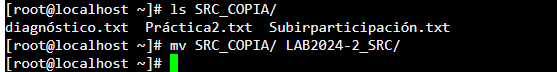 [root@localhost ~]# ls SRC_COPIA/
diagnóstico.txt  Práctica2.txt  Subirparticipación.txt
[root@localhost ~]# mv SRC_COPIA/ LAB2024-2_SRC/
[root@localhost ~]#